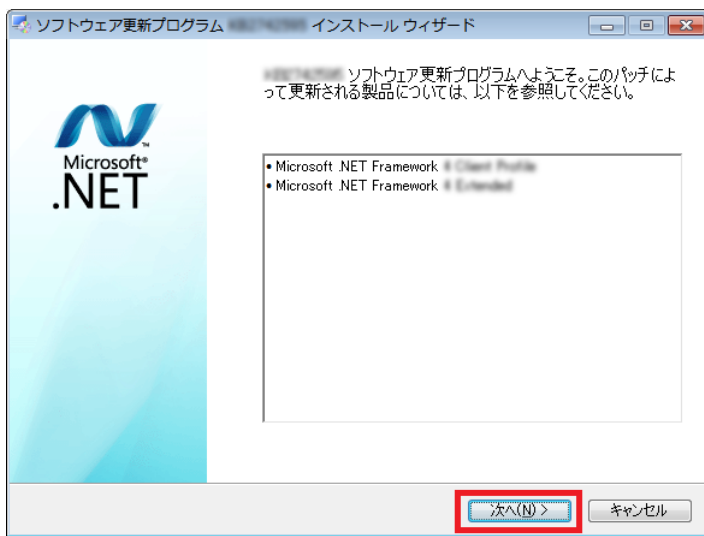 ソフトウェア更新プログラム インストール ウィザード
ソフトウェア更新プログラムへようこそ。このパッチによ
って更新される製品については、以下を参照してください。
Microsoft®
.NET™
• Microsoft .NET Framework
• Microsoft .NET Framework
次へ(N) >
キャンセル